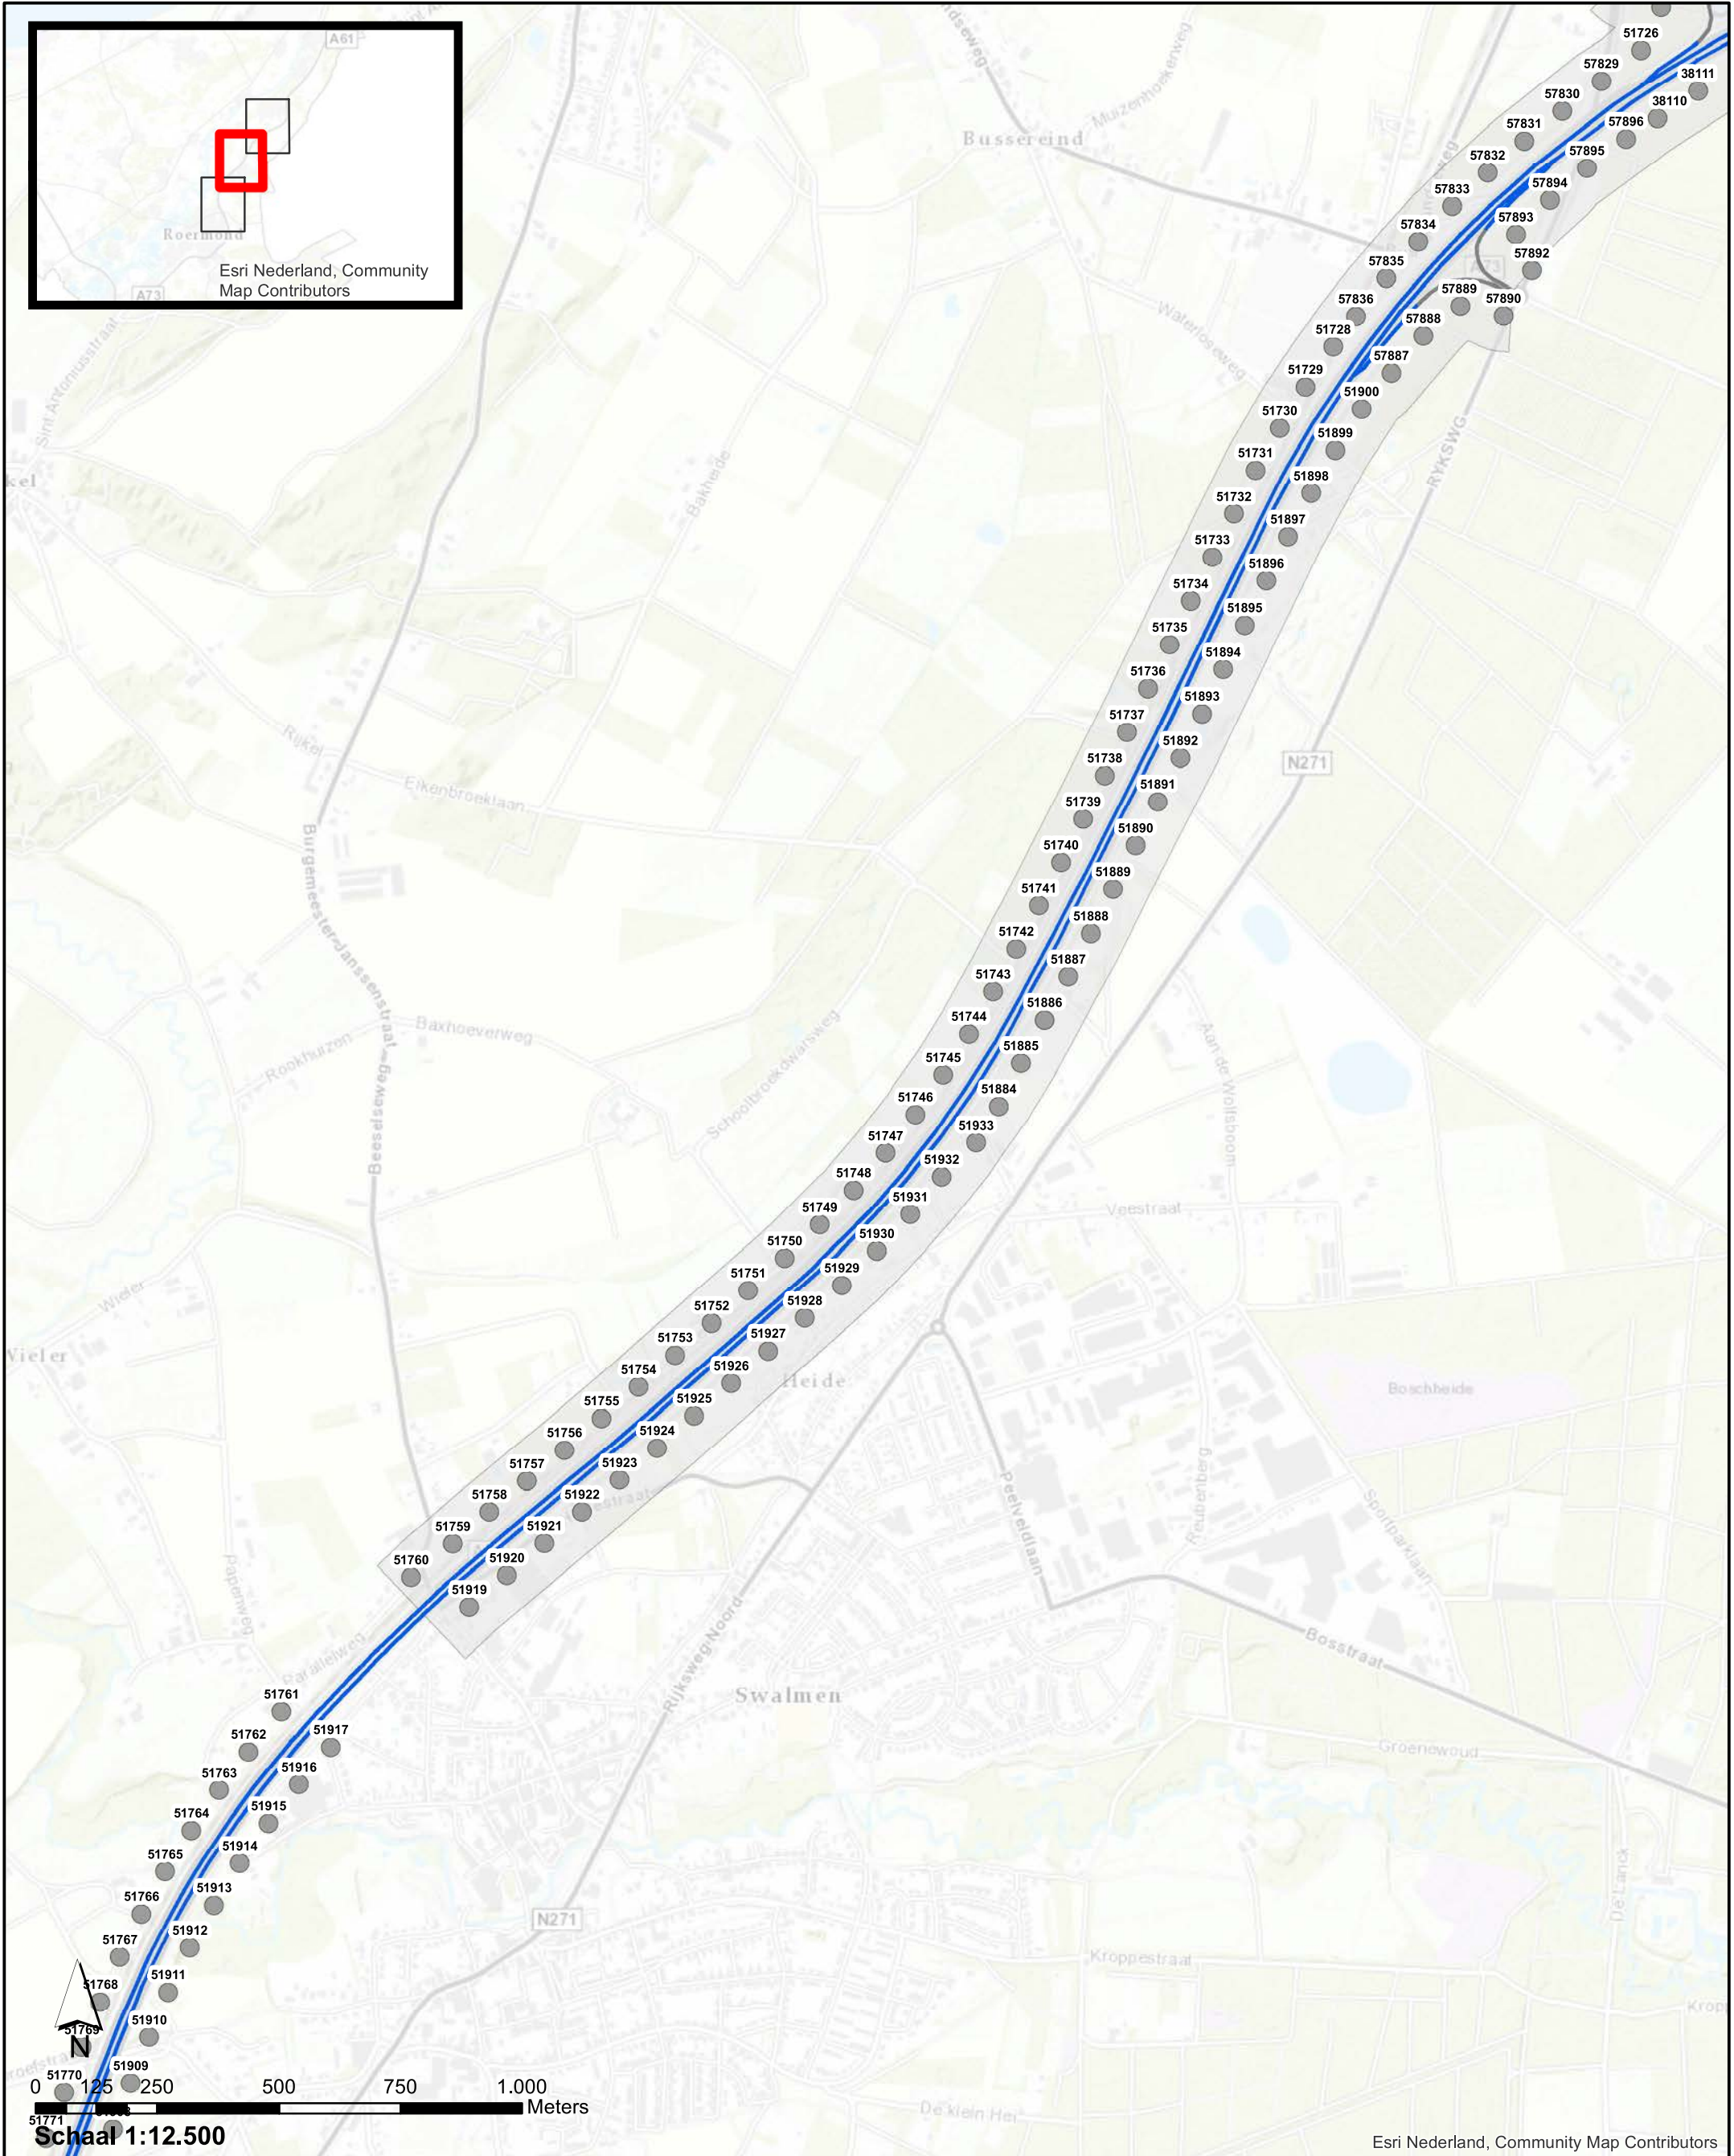 A61
Roermond
A73
Esri Nederland, Community
Map Contributors
51726
57829
38111
57830
38110
57831
57896
57832
57895
57833
57894
57834
57893
57835
57892
A73
57836
57889
57890
51728
57888
57887
51729
51900
51730
51899
51731
51898
51732
51897
51733
51896
51734
51895
51735
51894
51736
51893
51737
51892
51738
51891
51739
51890
51740
51889
51741
51888
51742
51887
51743
51886
51744
51885
51745
51884
51746
51933
51747
51932
51748
51931
51749
51930
51750
51929
51751
51928
51752
51927
51753
51926
51754
51925
51755
51924
51756
51923
51757
51922
51758
51921
51759
51920
51760
51919
51761
51917
51762
51916
51763
51915
51764
51914
51765
51913
51766
51912
51767
51911
51768
51910
51769
51909
51770
51771
Bussereind
Muizenhoekerweg
Waterloseweg
Sint Antoniusstraat
Bakheide
RYKSWG
N271
Rijkel
Eikenbroeklaan
Burgemeester Janssenstraat
Baxhoeverweg
Rookhuizen
Schoolbroekdwarsweg
Beeselseweg
Aan de Wolfsboom
Veestraat
Wieler
Wieler
Heide
Boschheide
Peelveldlaan
Reutenberg
Sportparklaan
Papenweg
Parallelweg
Rijksweg Noord
Swalmen
Bosstraat
Groenewoud
De Lanck
N271
Kroppestraat
De klein Hei
N
0 125 250 500 750 1.000
Meters
Schaal 1:12.500
Esri Nederland, Community Map Contributors